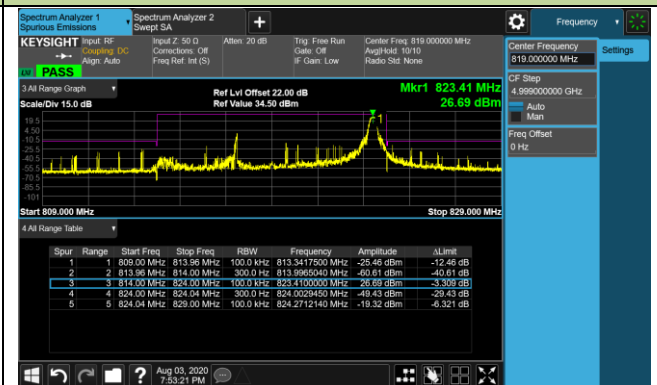 Spectrum Analyzer 1
Spurious Emissions
Spectrum Analyzer 2
Swept SA
+
Frequency
KEYSIGHT
Input: RF
Coupling: DC
Align: Auto
Input Z: 50 Ω
Corrections: Off
Freq Ref: Int (S)
Atten: 20 dB
Trig: Free Run
Gate: Off
IF Gain: Low
Center Freq: 819.000000 MHz
Avg|Hold: 10/10
Radio Std: None
PASS
Center Frequency
819.000000 MHz
Settings
CF Step
4.999000000 GHz
Auto
Man
Freq Offset
0 Hz
3 All Range Graph
Scale/Div 15.0 dB
Ref Lvl Offset 22.00 dB
Ref Value 34.50 dBm
Mkr1 823.41 MHz
26.69 dBm
1
19.5
4.50
-10.5
-25.5
-40.5
-55.5
-70.5
-85.5
-101
Start 809.000 MHz
Stop 829.000 MHz
4 All Range Table
Spur Range Start Freq Stop Freq RBW Frequency Amplitude ΔLimit
1 1 809.00 MHz 813.96 MHz 100.0 kHz 813.3417500 MHz -25.46 dBm -12.46 dB
2 2 813.96 MHz 814.00 MHz 300.0 Hz 813.9965040 MHz -60.61 dBm -40.61 dB
3 3 814.00 MHz 824.00 MHz 100.0 kHz 823.4100000 MHz 26.69 dBm -3.309 dB
4 4 824.00 MHz 824.04 MHz 300.0 Hz 824.0029450 MHz -49.43 dBm -29.43 dB
5 5 824.04 MHz 829.00 MHz 100.0 kHz 824.2712140 MHz -19.32 dBm -6.321 dB
?
Aug 03, 2020
7:53:21 PM